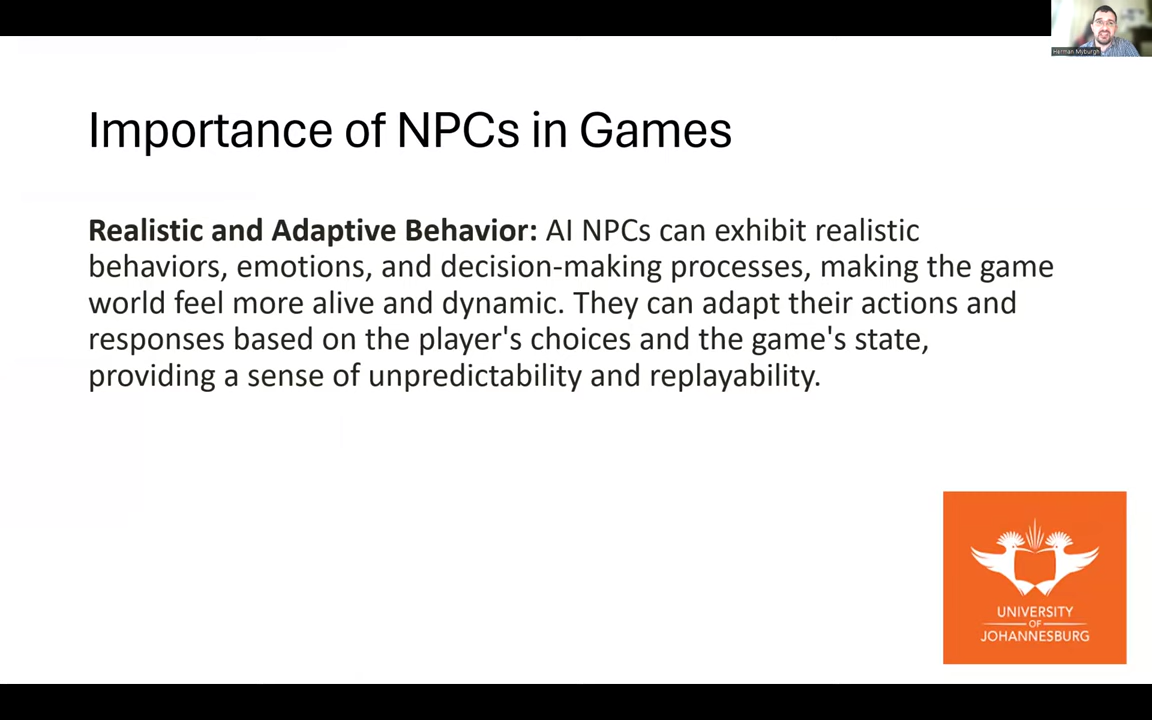 Herman Myburgh
Importance of NPCs in Games
Realistic and Adaptive Behavior: AI NPCs can exhibit realistic
behaviors, emotions, and decision-making processes, making the game
world feel more alive and dynamic. They can adapt their actions and
responses based on the player's choices and the game's state,
providing a sense of unpredictability and replayability.
UNIVERSITY
OF
JOHANNESBURG